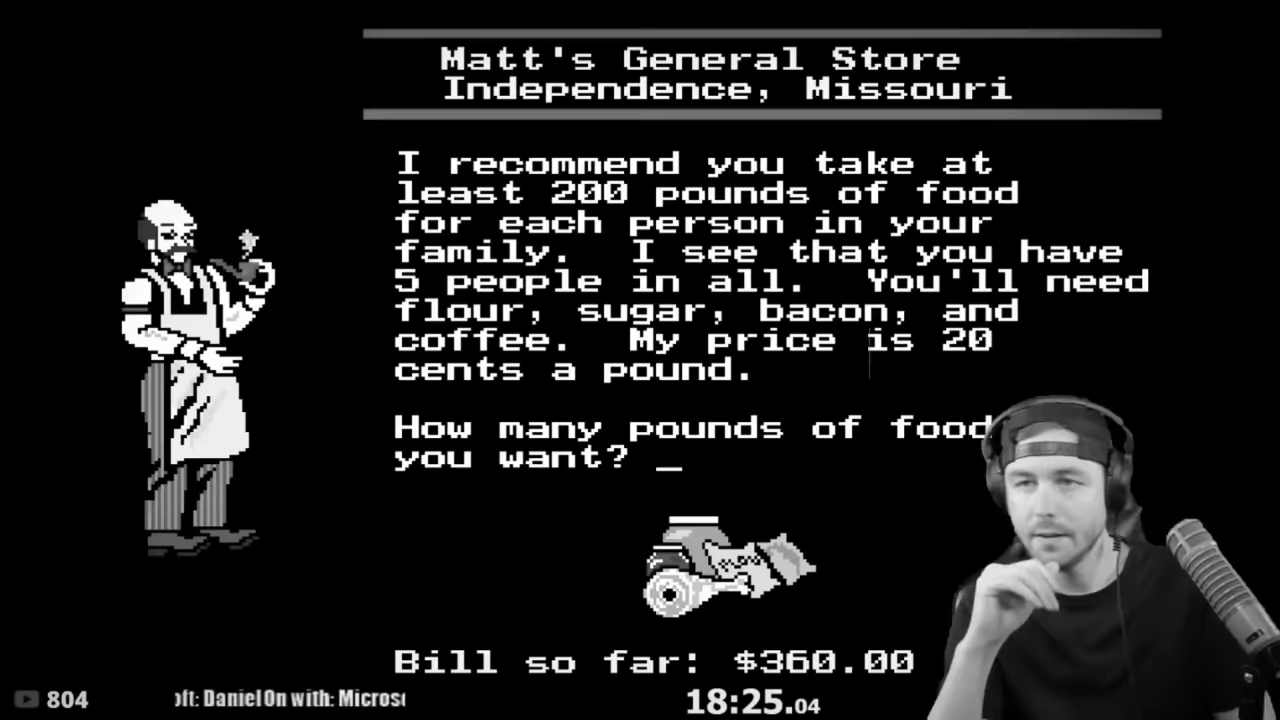 Matt's General Store
Independence, Missouri
I recommend you take at
least 200 pounds of food
for each person in your
family.  I see that you have
5 people in all.  You'll need
flour, sugar, bacon, and
coffee.  My price is 20
cents a pound.
How many pounds of food
you want? _
Bill so far: $360.00
804
oft: Daniel On with: Microso
18:25.04